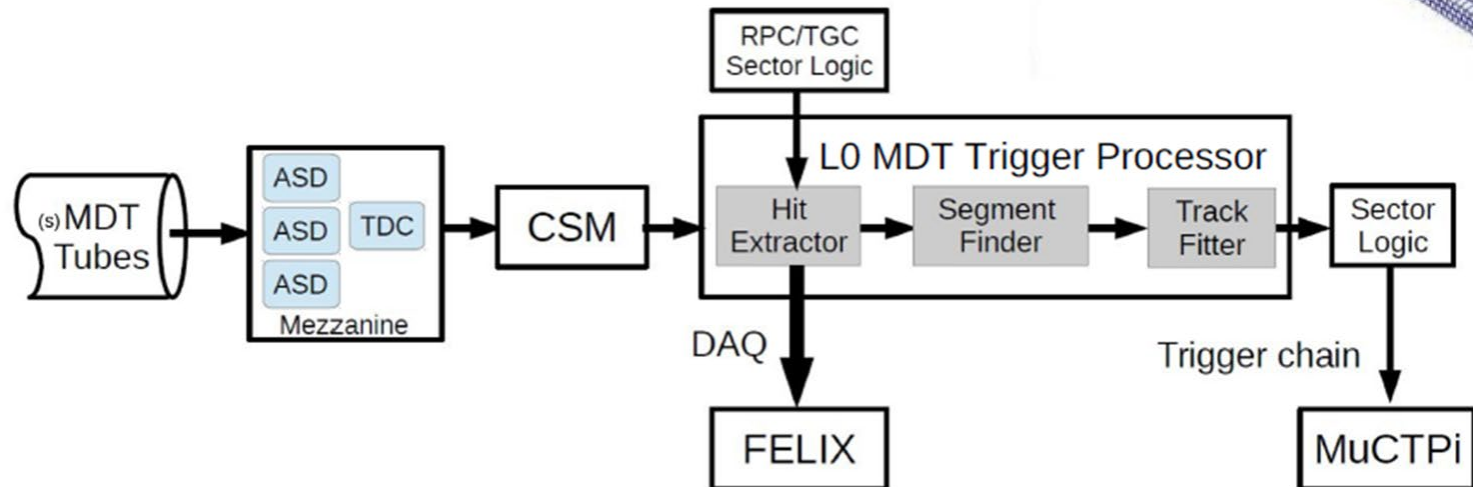 RPC/TGC
Sector Logic
L0 MDT Trigger Processor
(s) MDT
Tubes
ASD
ASD
ASD
TDC
Mezzanine
CSM
Hit
Extractor
Segment
Finder
Track
Fitter
Sector
Logic
DAQ
Trigger chain
FELIX
MuCTPi